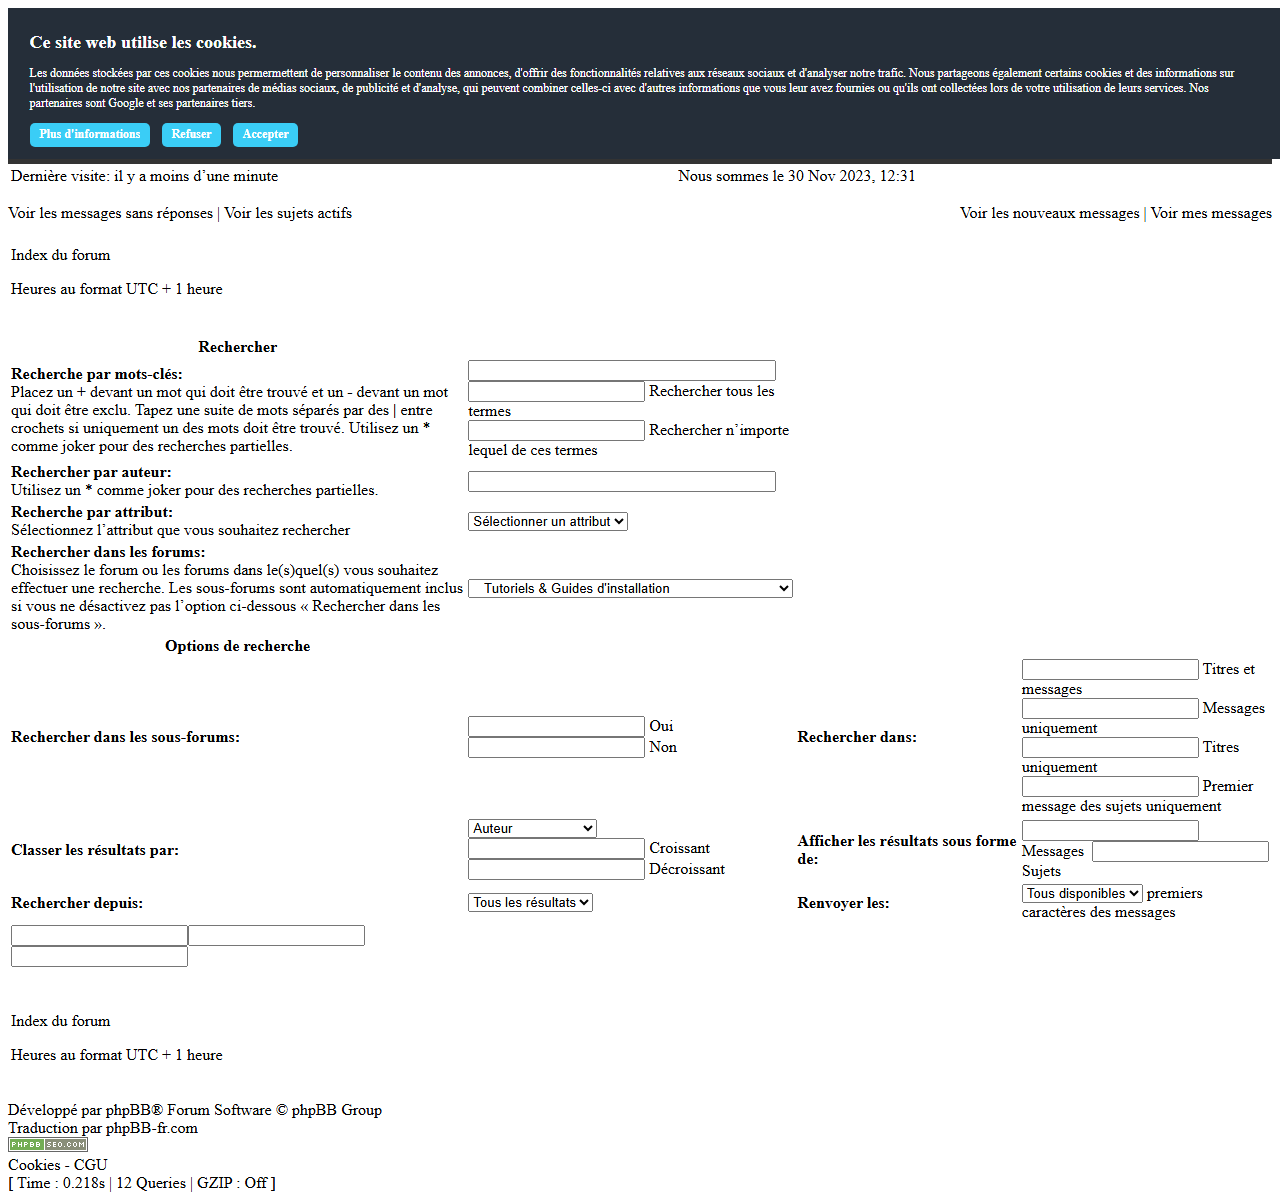 Ce site web utilise les cookies.
Les données stockées par ces cookies nous permermettent de personnaliser le contenu des annonces, d'offrir des fonctionnalités relatives aux réseaux sociaux et d'analyser notre trafic. Nous partageons également certains cookies et des informations sur
l'utilisation de notre site avec nos partenaires de médias sociaux, de publicité et d'analyse, qui peuvent combiner celles-ci avec d'autres informations que vous leur avez fournies ou qu'ils ont collectées lors de votre utilisation de leurs services. Nos
partenaires sont Google et ses partenaires tiers.
Plus d'informations Refuser Accepter
Dernière visite: il y a moins d’une minute Nous sommes le 30 Nov 2023, 12:31
Voir les messages sans réponses | Voir les sujets actifs Voir les nouveaux messages | Voir mes messages
Index du forum
Heures au format UTC + 1 heure
Rechercher
Recherche par mots-clés:
Placez un + devant un mot qui doit être trouvé et un - devant un mot
qui doit être exclu. Tapez une suite de mots séparés par des | entre
crochets si uniquement un des mots doit être trouvé. Utilisez un *
comme joker pour des recherches partielles.
Rechercher tous les
termes
Rechercher n’importe
lequel de ces termes
Rechercher par auteur:
Utilisez un * comme joker pour des recherches partielles.
Recherche par attribut:
Sélectionnez l’attribut que vous souhaitez rechercher
Sélectionner un attribut
Rechercher dans les forums:
Choisissez le forum ou les forums dans le(s)quel(s) vous souhaitez
effectuer une recherche. Les sous-forums sont automatiquement inclus
si vous ne désactivez pas l’option ci-dessous « Rechercher dans les
sous-forums ».
Tutoriels & Guides d'installation
Options de recherche
Rechercher dans les sous-forums:
Oui
Non
Rechercher dans:
Titres et
messages
Messages
uniquement
Titres
uniquement
Premier
message des sujets uniquement
Classer les résultats par:
Auteur
Croissant
Décroissant
Afficher les résultats sous forme
de:
Messages
Sujets
Rechercher depuis:
Tous les résultats
Renvoyer les:
Tous disponibles premiers
caractères des messages
Index du forum
Heures au format UTC + 1 heure
Développé par phpBB® Forum Software © phpBB Group
Traduction par phpBB-fr.com
PHPBB SEO.COM
Cookies - CGU
[ Time : 0.218s | 12 Queries | GZIP : Off ]